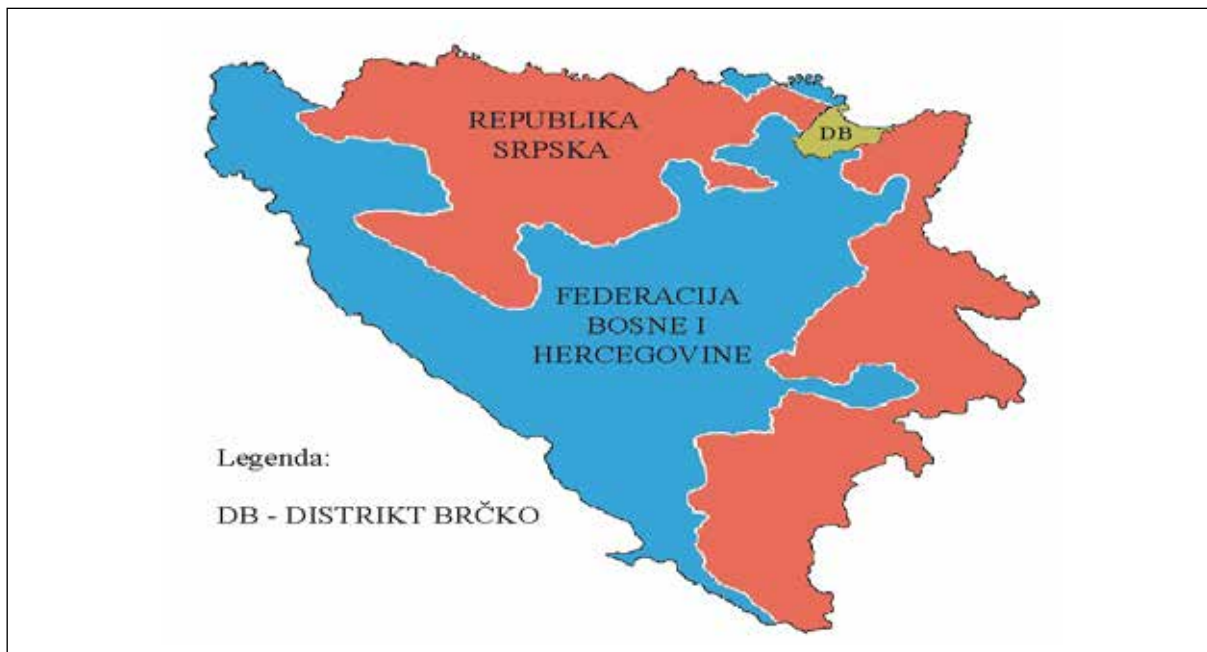 REPUBLIKA
SRPSKA
DB
FEDERACIJA
BOSNE I
HERCEGOVINE
Legenda:
DB - DISTRIKT BRČKO